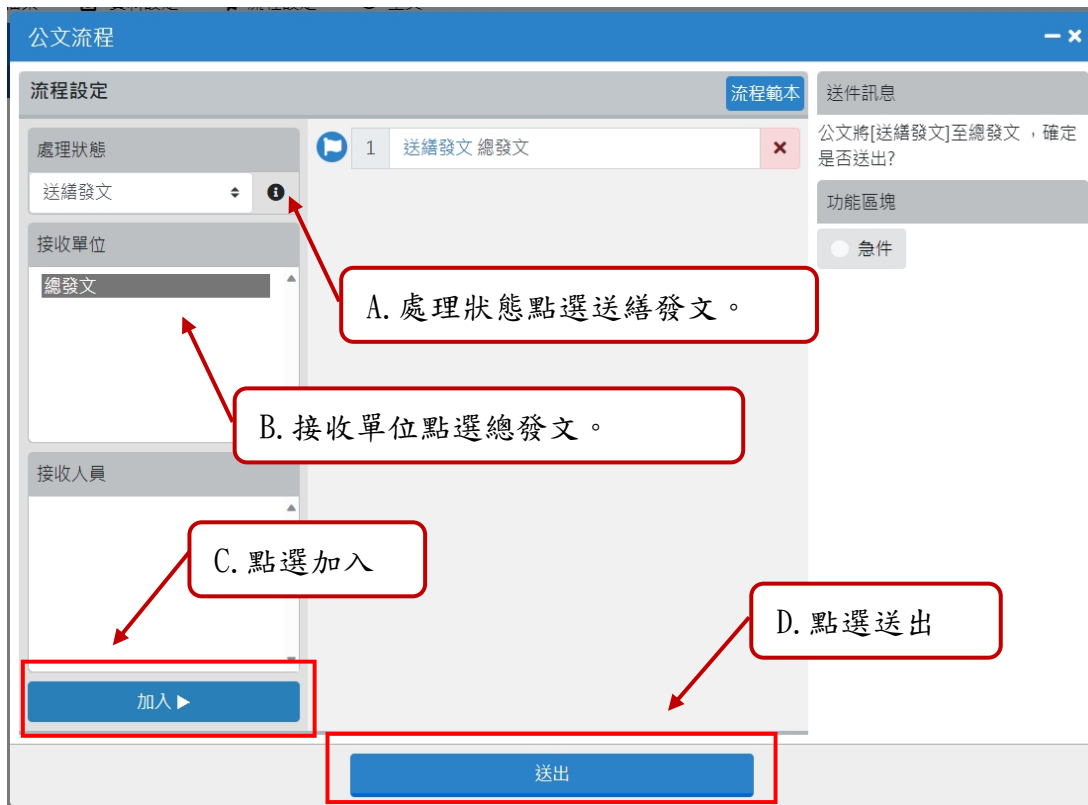 公文流程
流程設定
流程範本
處理狀態
送繕發文
接收單位
總發文
接收人員
加入
1 送繕發文 總發文
送件訊息
公文將[送繕發文]至總發文 ，確定
是否送出?
功能區塊
急件
A.處理狀態點選送繕發文。
B.接收單位點選總發文。
C.點選加入
D.點選送出
送出